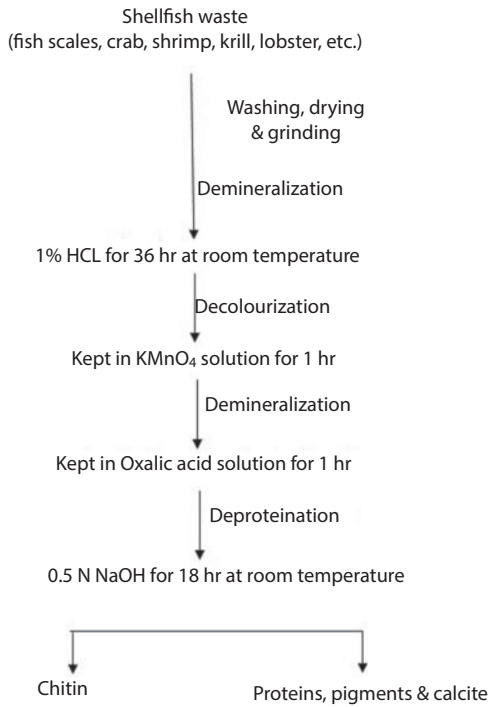 Shellfish waste
(fish scales, crab, shrimp, krill, lobster, etc.)
Washing, drying
& grinding
Demineralization
1% HCL for 36 hr at room temperature
Decolourization
Kept in KMnO₄ solution for 1 hr
Demineralization
Kept in Oxalic acid solution for 1 hr
Deproteination
0.5 N NaOH for 18 hr at room temperature
Chitin
Proteins, pigments & calcite